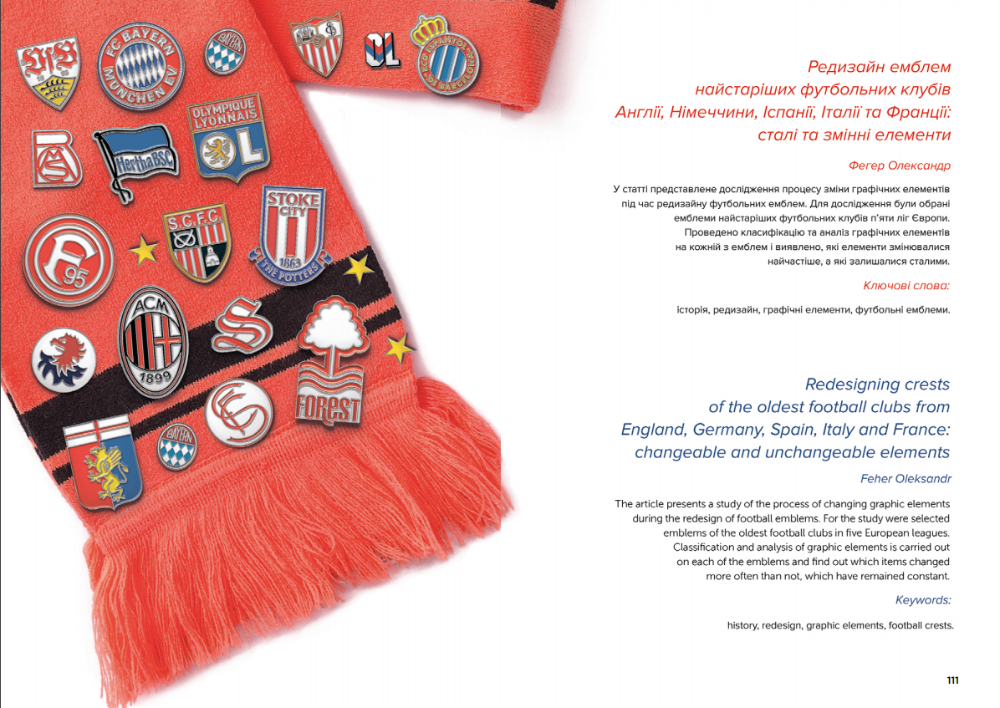 VfB
18 93
FC BAYERN
MÜNCHEN EV
BAYERN
OL
RCD ESPANYOL
DE BARCELONA
OLYMPIQUE
LYONNAIS
OL
HerthaBSC
BMSA
STOKE
CITY
1863
THE POTTERS
S.C.F.C.
F 95
ACM
1899
S
FOREST
BAYERN
Редизайн емблем
найстаріших футбольних клубів
Англії, Німеччини, Іспанії, Італії та Франції:
сталі та змінні елементи
Фегер Олександр
У статті представлене дослідження процесу зміни графічних елементів
під час редизайну футбольних емблем. Для дослідження були обрані
емблеми найстаріших футбольних клубів п’яти ліг Європи.
Проведено класифікацію та аналіз графічних елементів
на кожній з емблем і виявлено, які елементи змінювалися
найчастіше, а які залишалися сталими.
Ключові слова:
історія, редизайн, графічні елементи, футбольні емблеми.
Redesigning crests
of the oldest football clubs from
England, Germany, Spain, Italy and France:
changeable and unchangeable elements
Feher Oleksandr
The article presents a study of the process of changing graphic elements
during the redesign of football emblems. For the study were selected
emblems of the oldest football clubs in five European leagues.
Classification and analysis of graphic elements is carried out
on each of the emblems and find out which items changed
more often than not, which have remained constant.
Keywords:
history, redesign, graphic elements, football crests.
111